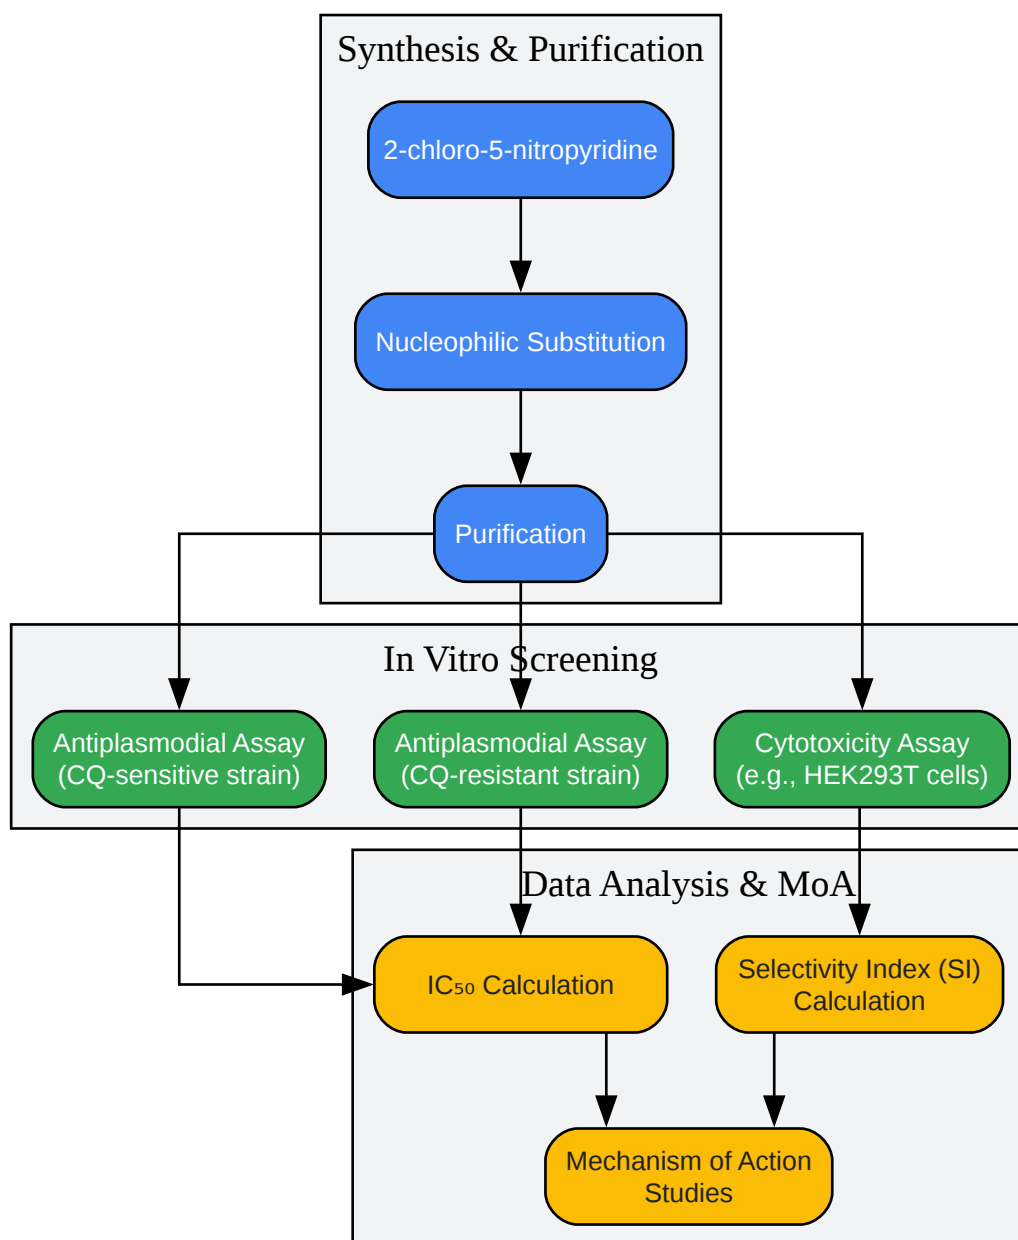 Synthesis & Purification
2-chloro-5-nitropyridine
Nucleophilic Substitution
Purification
In Vitro Screening
Antiplasmodial Assay
(CQ-sensitive strain)
Antiplasmodial Assay
(CQ-resistant strain)
Cytotoxicity Assay
(e.g., HEK293T cells)
Data Analysis & MoA
IC₅₀ Calculation
Selectivity Index (SI)
Calculation
Mechanism of Action
Studies